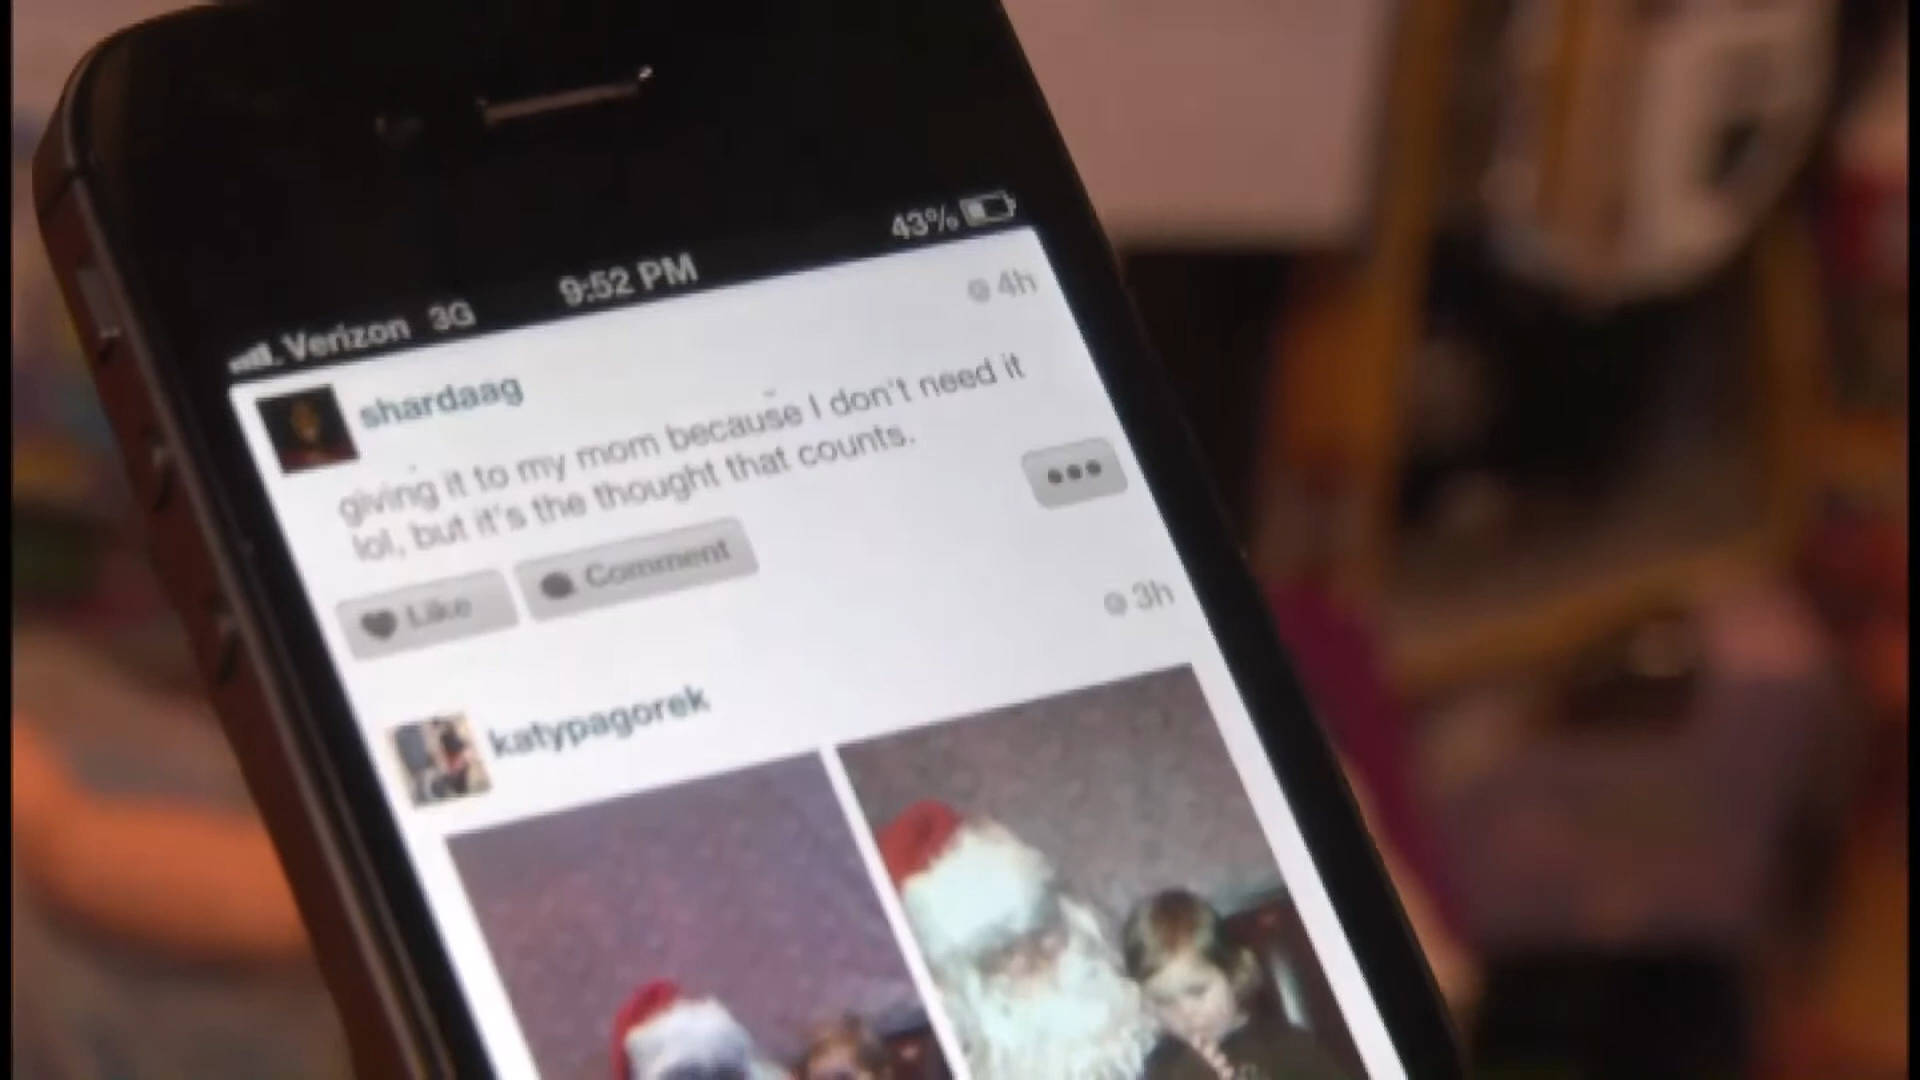 Verizon 3G 9:52 PM 43%
shardaag 4h
giving it to my mom because I don't need it
lol, but it's the thought that counts.
Like Comment
katypagorek 3h